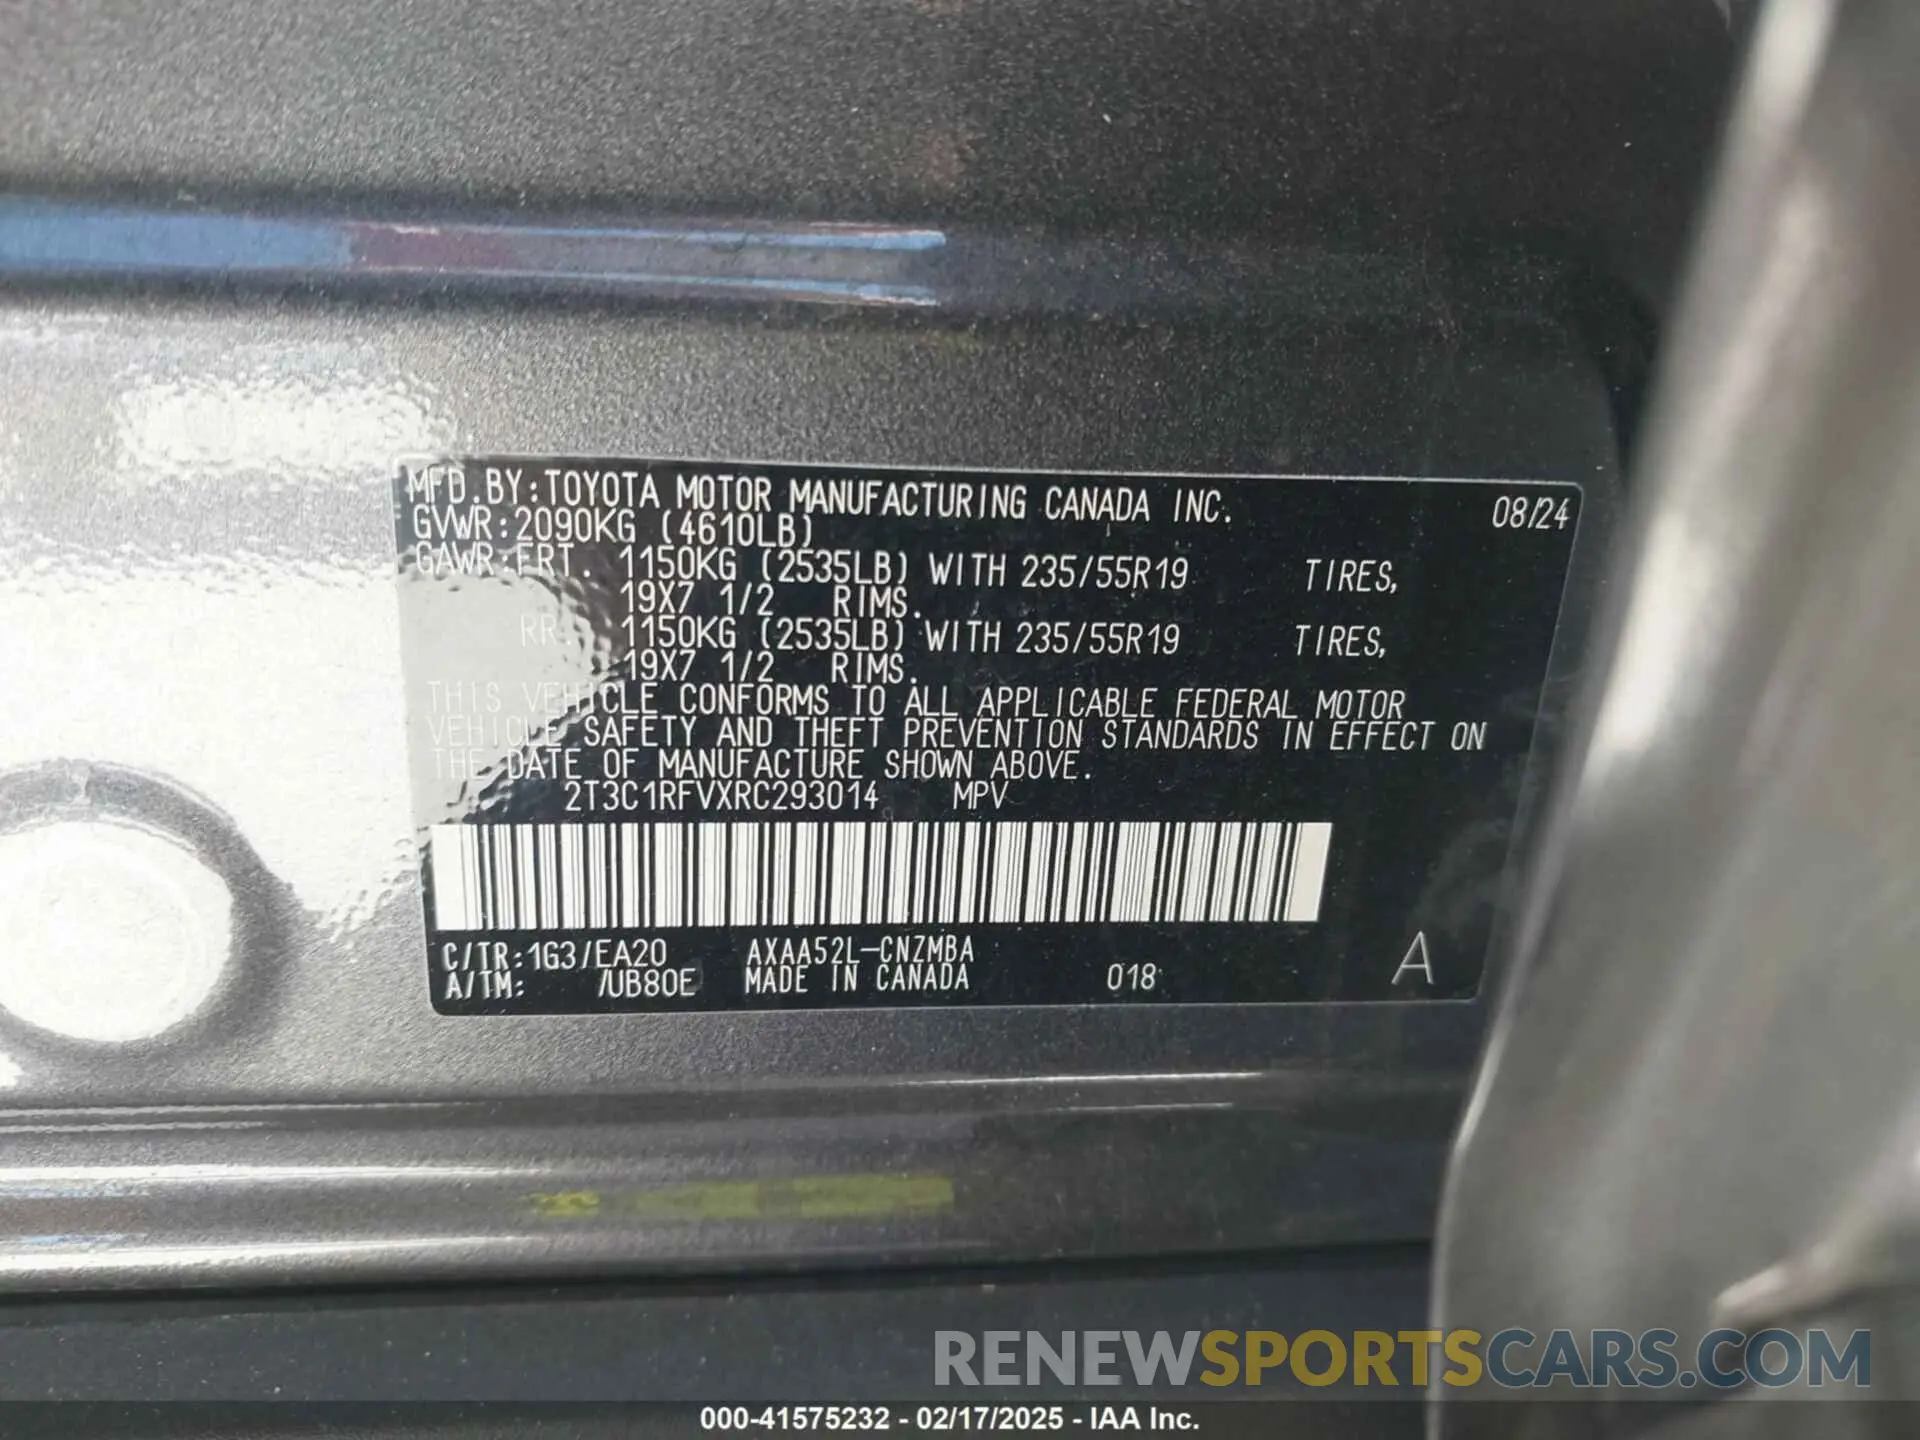 MFD.BY:TOYOTA MOTOR MANUFACTURING CANADA INC. 08/24
GVWR:2090KG (4610LB)
GAWR:FRT. 1150KG (2535LB) WITH 235/55R19 TIRES,
19X7 1/2 RIMS.
RR. 1150KG (2535LB) WITH 235/55R19 TIRES,
19X7 1/2 RIMS.
THIS VEHICLE CONFORMS TO ALL APPLICABLE FEDERAL MOTOR
VEHICLE SAFETY AND THEFT PREVENTION STANDARDS IN EFFECT ON
THE DATE OF MANUFACTURE SHOWN ABOVE.
2T3C1RFVXRC293014 MPV
C/TR:1G3/EA20 AXAA52L-CNZMBA
A/TM: /UB80E MADE IN CANADA 018 A
RENEWSPORTSCARS.COM
000-41575232 - 02/17/2025 - IAA Inc.